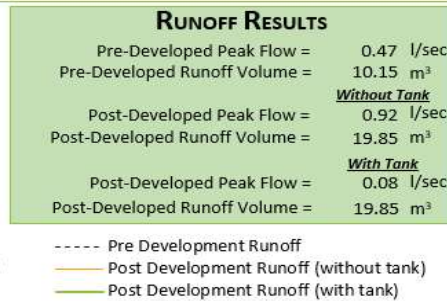 RUNOFF RESULTS
Pre-Developed Peak Flow = 0.47 l/sec
Pre-Developed Runoff Volume = 10.15 m³
Without Tank
Post-Developed Peak Flow = 0.92 l/sec
Post-Developed Runoff Volume = 19.85 m³
With Tank
Post-Developed Peak Flow = 0.08 l/sec
Post-Developed Runoff Volume = 19.85 m³
Pre Development Runoff
Post Development Runoff (without tank)
Post Development Runoff (with tank)